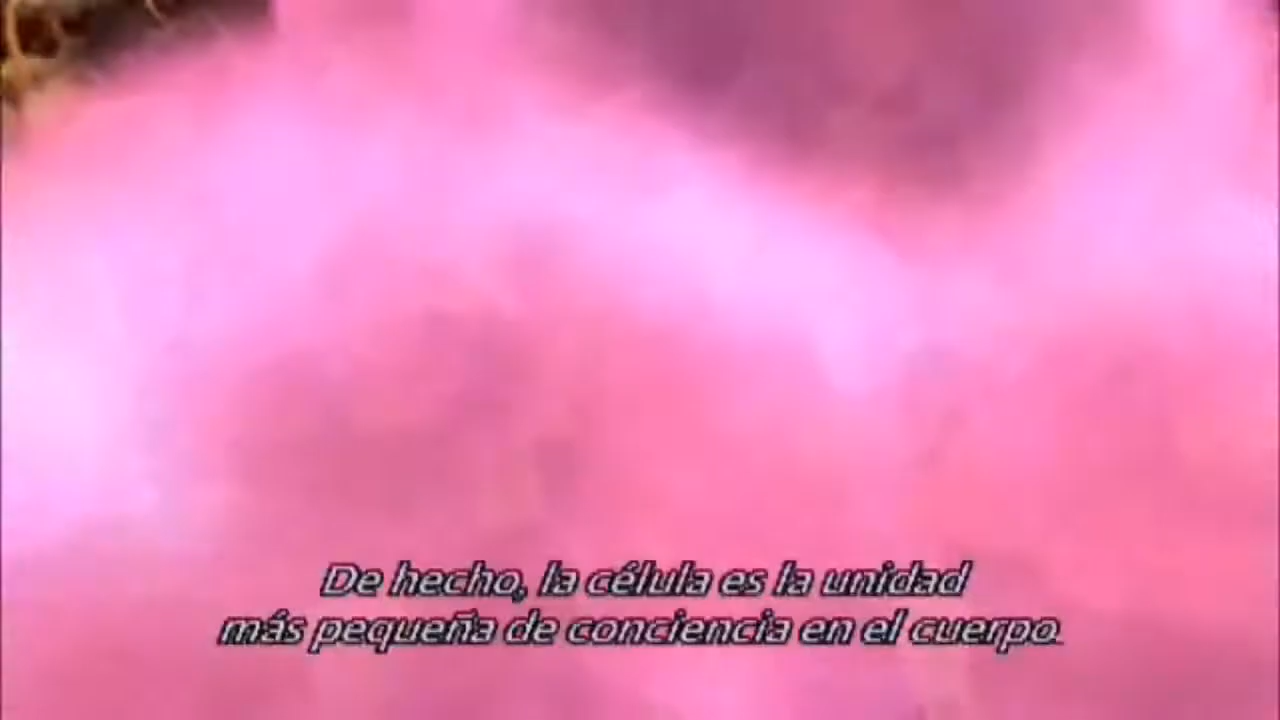 De hecho, la célula es la unidad
más pequeña de conciencia en el cuerpo.